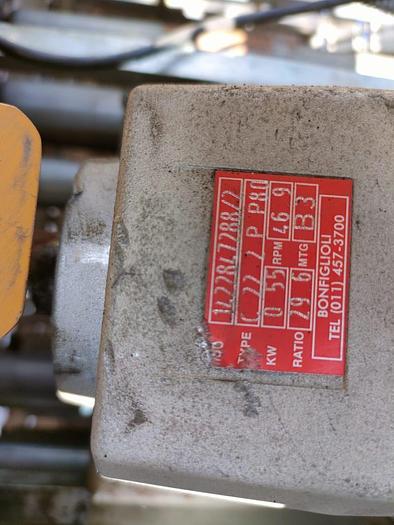 TYPE C 22 2 P P80
KW 0 55 RPM 46 9
RATIO 29 6 MTG B3
BONFIGLIOLI
TEL (011) 457-3700